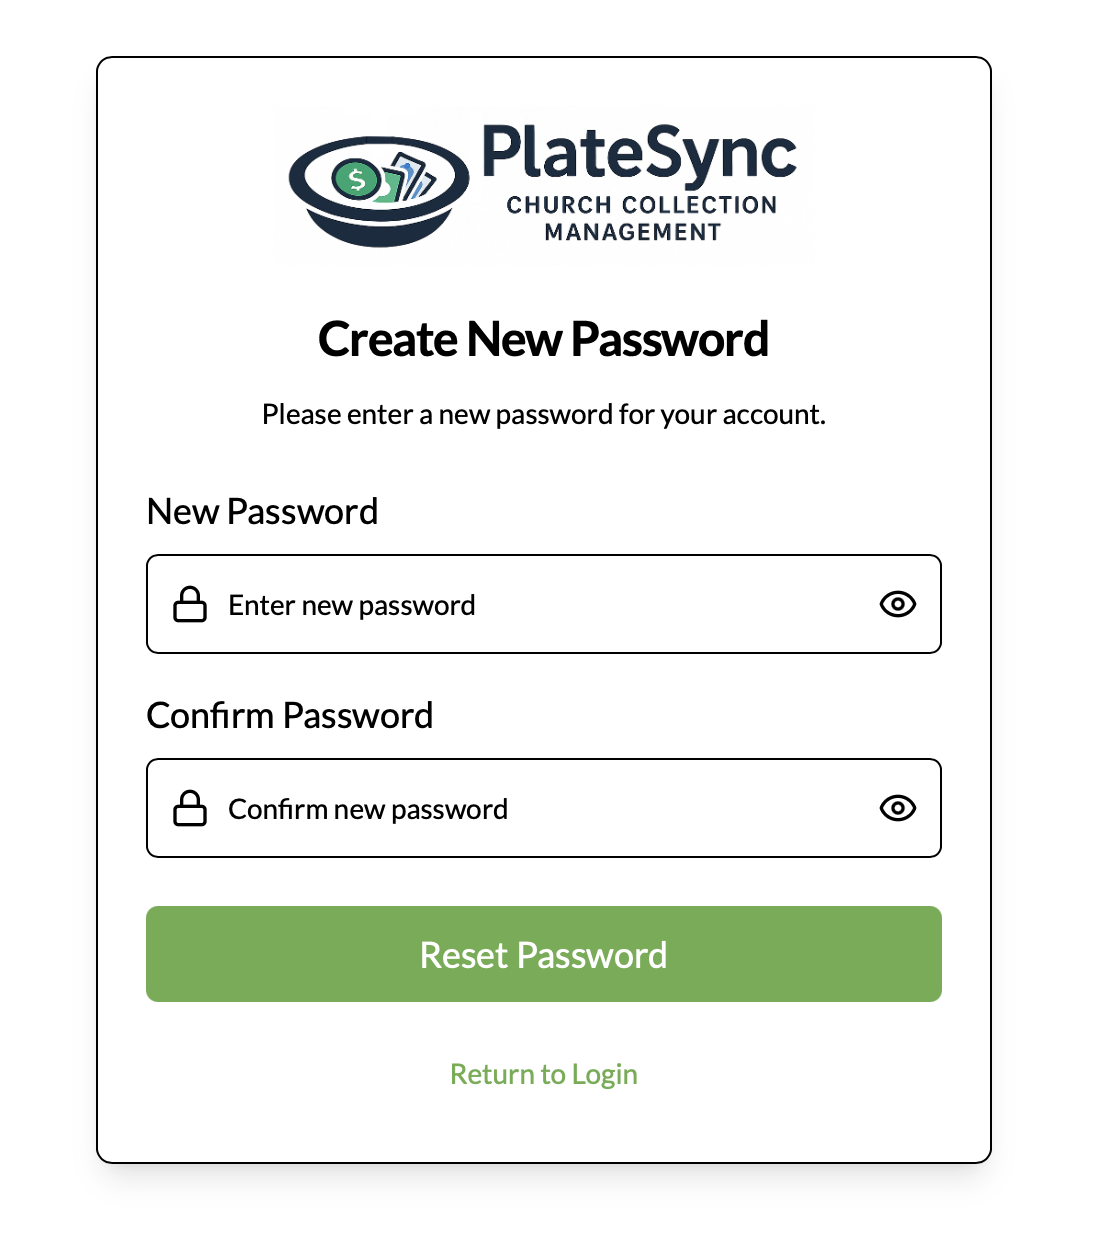 $
PlateSync
CHURCH COLLECTION
MANAGEMENT
Create New Password
Please enter a new password for your account.
New Password
Enter new password
Confirm Password
Confirm new password
Reset Password
Return to Login